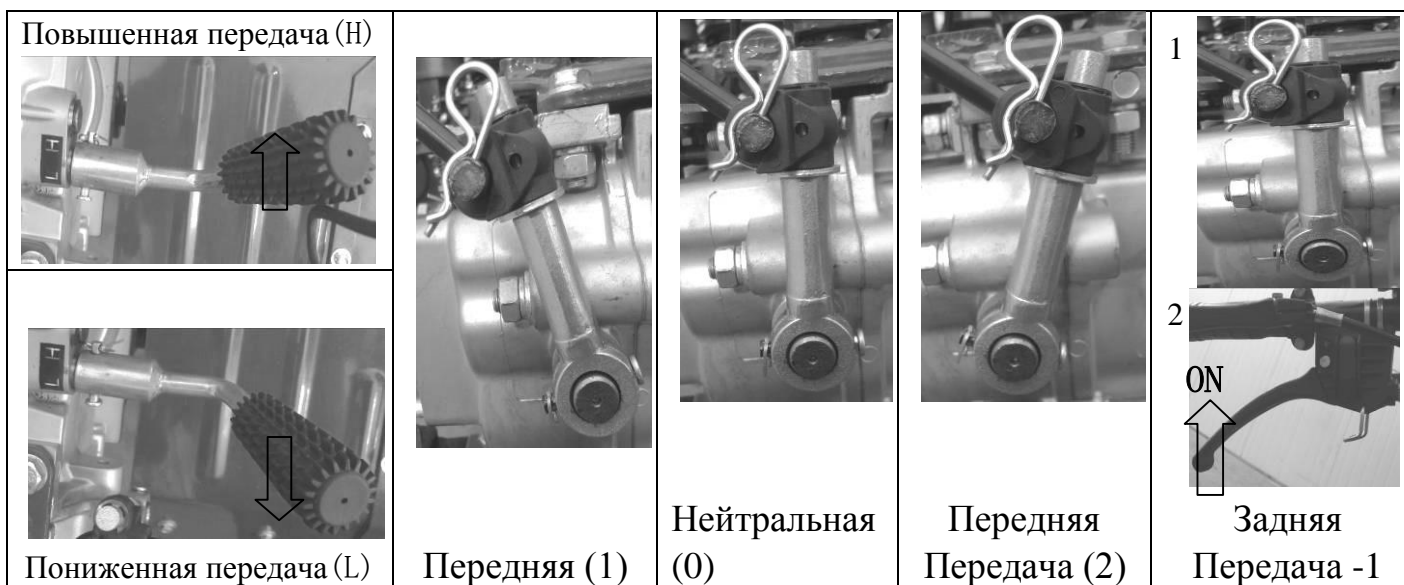 Повышенная передача (H)
H
L
H
L
Пониженная передача (L)
Передняя (1)
Нейтральная
(0)
Передняя
Передача (2)
1
2
ON
Задняя
Передача -1